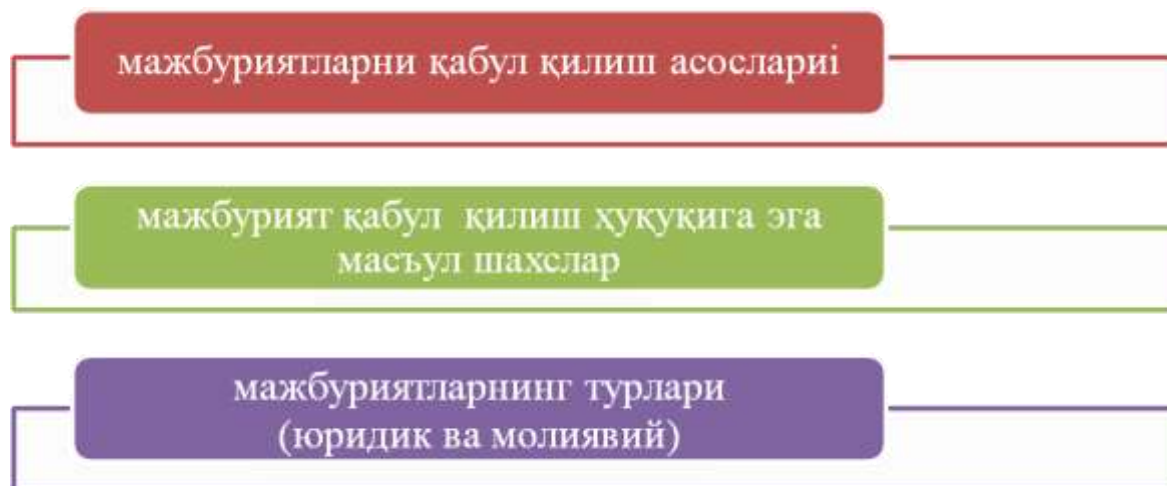 мажбуриятларни қабул қилиш асослариі
мажбурият қабул қилиш ҳуқуқига эга
масъул шахслар
мажбуриятларнинг турлари
(юридик ва молиявий)